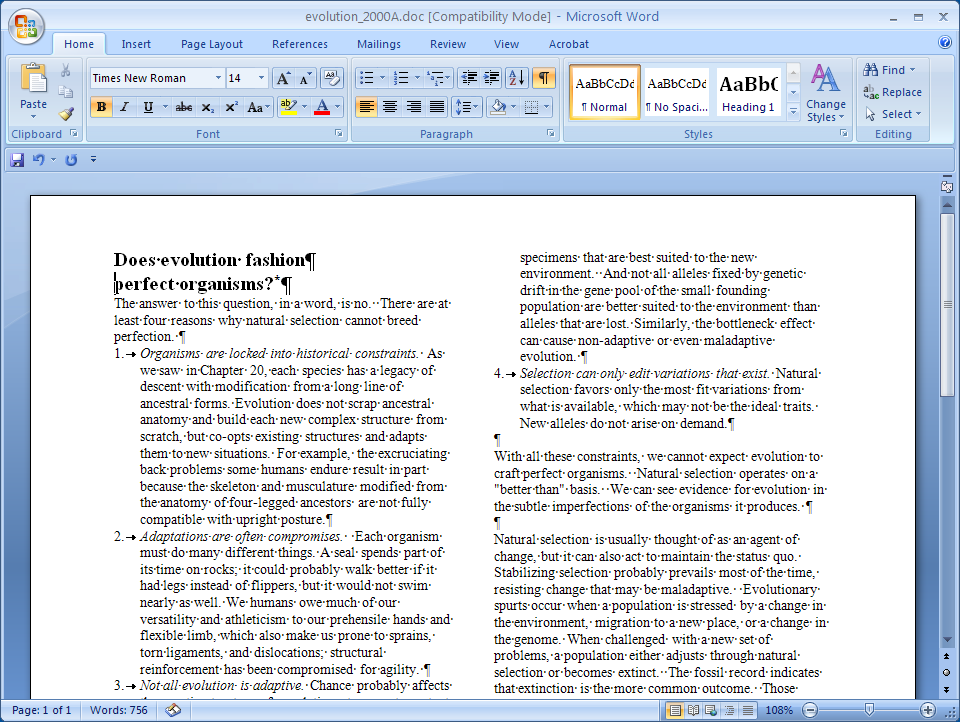 evolution_2000A.doc [Compatibility Mode] - Microsoft Word
Home Insert Page Layout References Mailings Review View Acrobat
Paste
Clipboard
Times New Roman 14
B I U abc X₂ X² Aa
Font
Paragraph
AaBbCcDd AaBbCcDd AaBbC
¶ Normal ¶ No Spaci... Heading 1
Change Styles
Styles
Find
Replace
Select
Editing
Does·evolution·fashion¶
perfect·organisms?*¶
The·answer·to·this·question,·in·a·word,·is·no.··There·are·at·
least·four·reasons·why·natural·selection·cannot·breed·
perfection.·¶
1.→Organisms·are·locked·into·historical·constraints.··As·
we·saw·in·Chapter·20,·each·species·has·a·legacy·of·
descent·with·modification·from·a·long·line·of·
ancestral·forms.·Evolution·does·not·scrap·ancestral·
anatomy·and·build·each·new·complex·structure·from·
scratch,·but·co-opts·existing·structures·and·adapts·
them·to·new·situations.··For·example,·the·excruciating·
back·problems·some·humans·endure·result·in·part·
because·the·skeleton·and·musculature·modified·from·
the·anatomy·of·four-legged·ancestors·are·not·fully·
compatible·with·upright·posture.¶
2.→Adaptations·are·often·compromises.··Each·organism·
must·do·many·different·things.·A·seal·spends·part·of·
its·time·on·rocks;·it·could·probably·walk·better·if·it·
had·legs·instead·of·flippers,·but·it·would·not·swim·
nearly·as·well.··We·humans·owe·much·of·our·
versatility·and·athleticism·to·our·prehensile·hands·and·
flexible·limb,·which·also·make·us·prone·to·sprains,·
torn·ligaments,·and·dislocations;·structural·
reinforcement·has·been·compromised·for·agility.·¶
3.→Not·all·evolution·is·adaptive.·Chance·probably·affects·
specimens·that·are·best·suited·to·the·new·
environment.··And·not·all·alleles·fixed·by·genetic·
drift·in·the·gene·pool·of·the·small·founding·
population·are·better·suited·to·the·environment·than·
alleles·that·are·lost.·Similarly,·the·bottleneck·effect·
can·cause·non-adaptive·or·even·maladaptive·
evolution.·¶
4.→Selection·can·only·edit·variations·that·exist.·Natural·
selection·favors·only·the·most·fit·variations·from·
what·is·available,·which·may·not·be·the·ideal·traits.·
New·alleles·do·not·arise·on·demand.¶
¶
With·all·these·constraints,·we·cannot·expect·evolution·to·
craft·perfect·organisms.··Natural·selection·operates·on·a·
"better·than"·basis.··We·can·see·evidence·for·evolution·in·
the·subtle·imperfections·of·the·organisms·it·produces.·¶
¶
Natural·selection·is·usually·thought·of·as·an·agent·of·
change,·but·it·can·also·act·to·maintain·the·status·quo.·
Stabilizing·selection·probably·prevails·most·of·the·time,·
resisting·change·that·may·be·maladaptive.··Evolutionary·
spurts·occur·when·a·population·is·stressed·by·a·change·in·
the·environment,·migration·to·a·new·place,·or·a·change·in·
the·genome.··When·challenged·with·a·new·set·of·
problems,·a·population·either·adjusts·through·natural·
selection·or·becomes·extinct.··The·fossil·record·indicates·
that·extinction·is·the·more·common·outcome.··Those·
Page: 1 of 1 Words: 756 108%